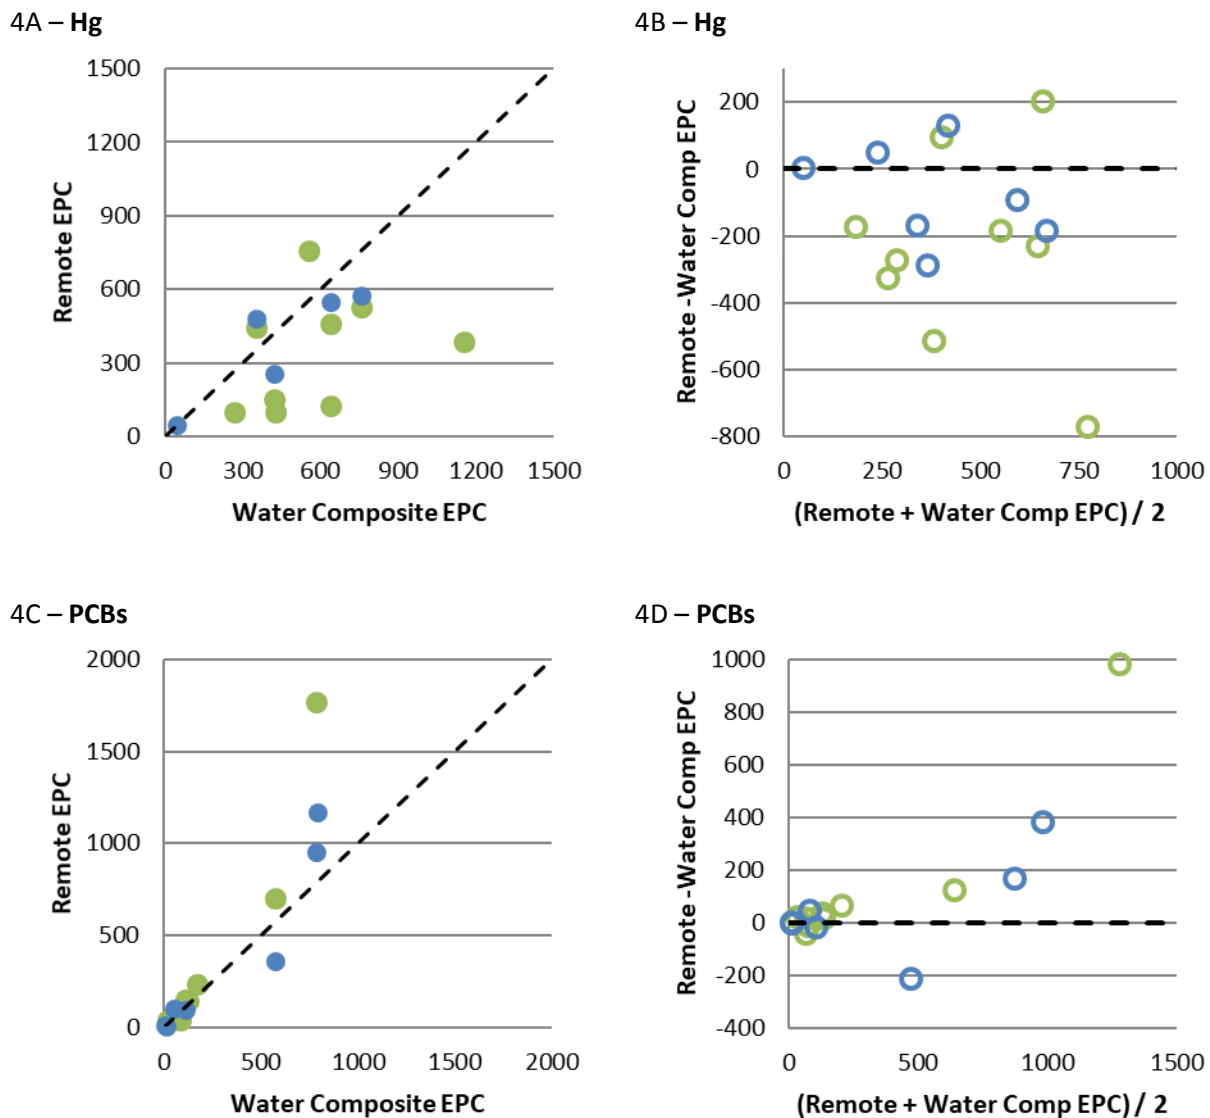 4A – Hg
1500
1200
900
600
300
0
Remote EPC
0 300 600 900 1200 1500
Water Composite EPC
4B – Hg
200
0
-200
-400
-600
-800
Remote -Water Comp EPC
0 250 500 750 1000
(Remote + Water Comp EPC) / 2
4C – PCBs
2000
1500
1000
500
0
Remote EPC
0 500 1000 1500 2000
Water Composite EPC
4D – PCBs
1000
800
600
400
200
0
-200
-400
Remote -Water Comp EPC
0 500 1000 1500
(Remote + Water Comp EPC) / 2